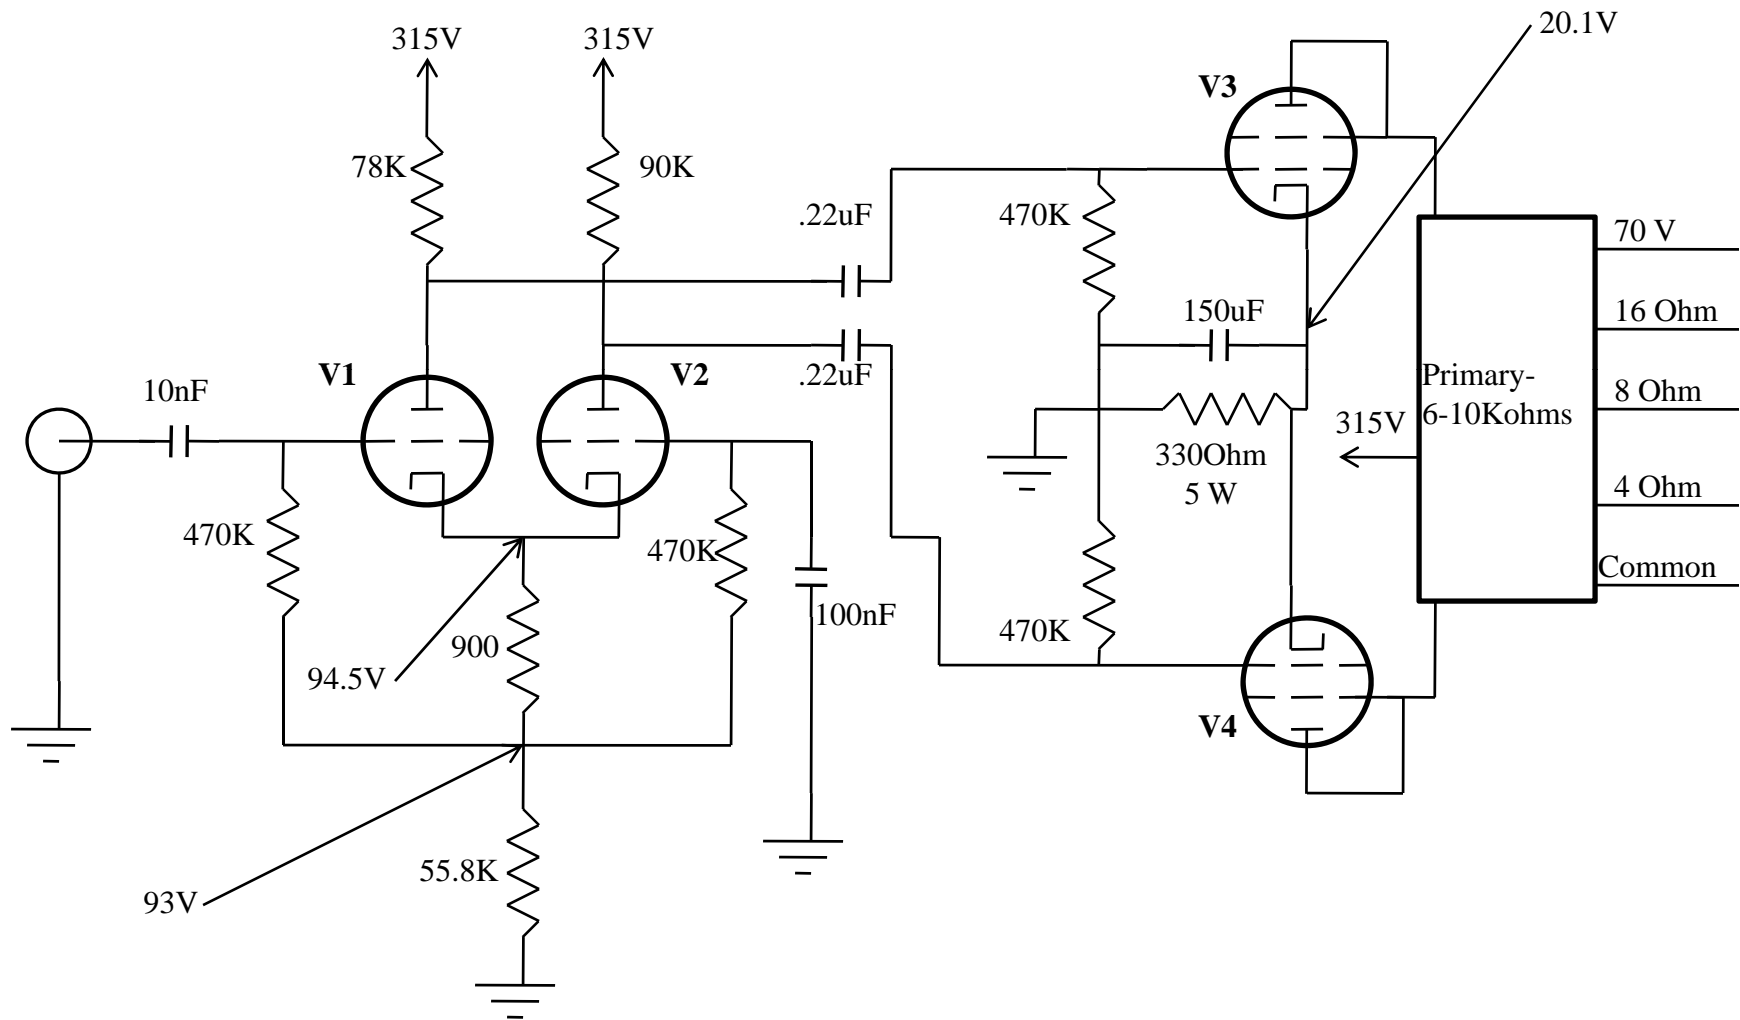 315V
315V
20.1V
V3
78K
90K
.22uF
470K
70 V
150uF
16 Ohm
V1
V2
.22uF
Primary-
6-10Kohms
10nF
8 Ohm
315V
330Ohm
5 W
4 Ohm
470K
470K
Common
100nF
470K
900
94.5V
V4
55.8K
93V